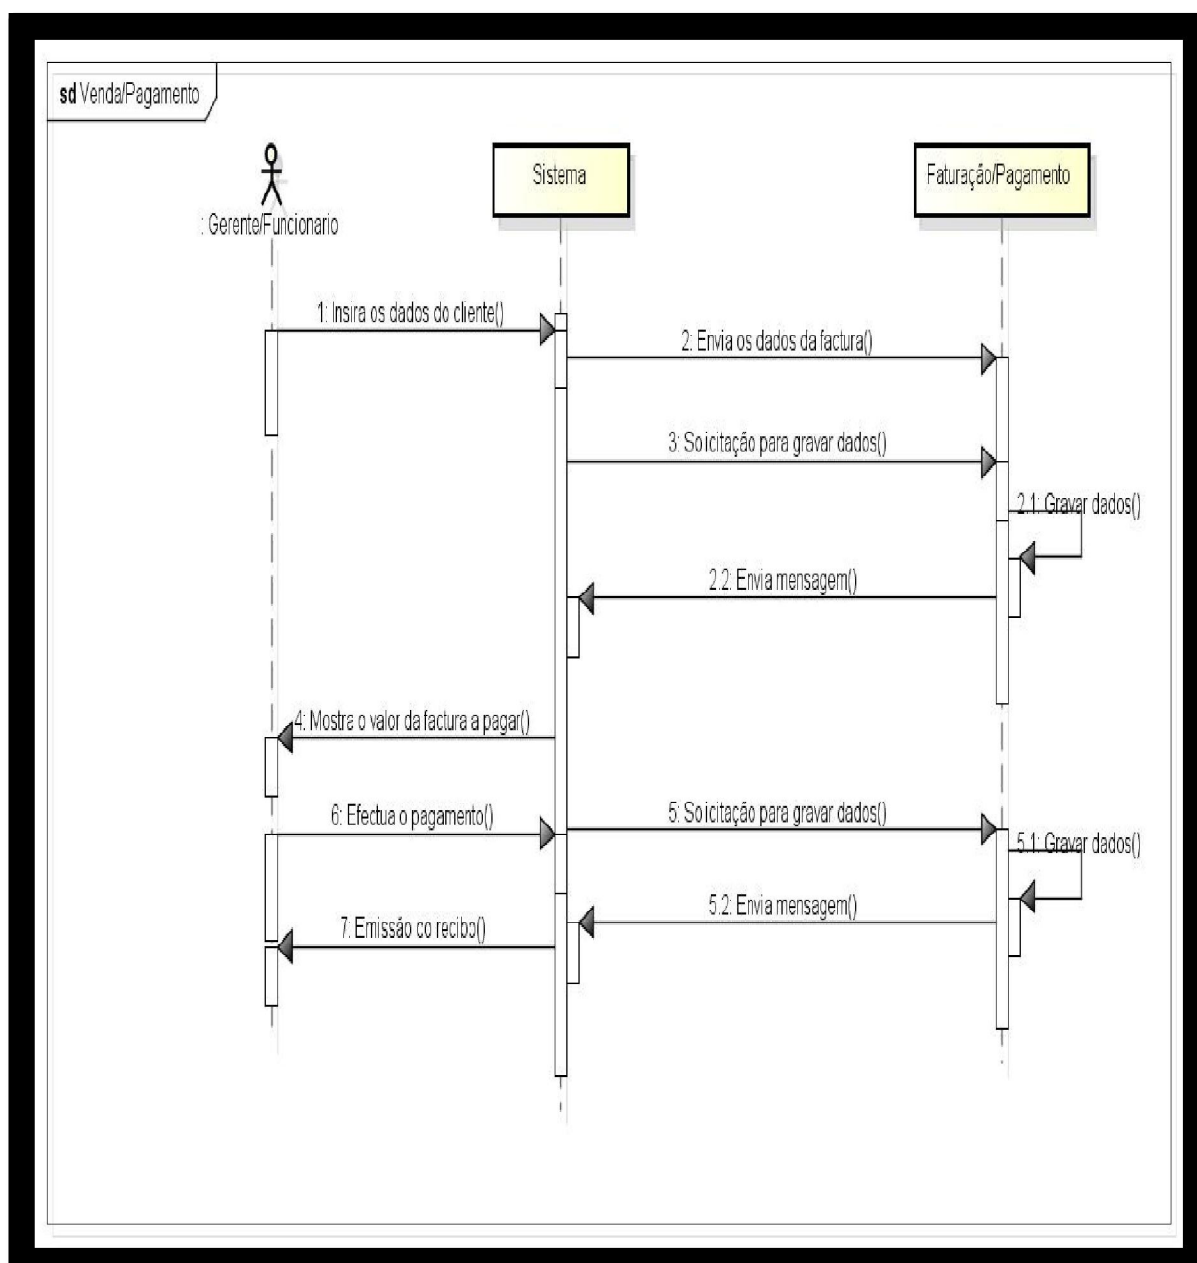 sd Venda/Pagamento
: Gerente/Funcionario
Sistema
Faturação/Pagamento
1: Insira os dados do cliente()
2: Envia os dados da factura()
3: Solicitação para gravar dados()
2.1: Gravar dados()
2.2: Envia mensagem()
4: Mostra o valor da factura a pagar()
6: Efectua o pagamento()
5: Solicitação para gravar dados()
5.1: Gravar dados()
5.2: Envia mensagem()
7: Emissão co recibo()